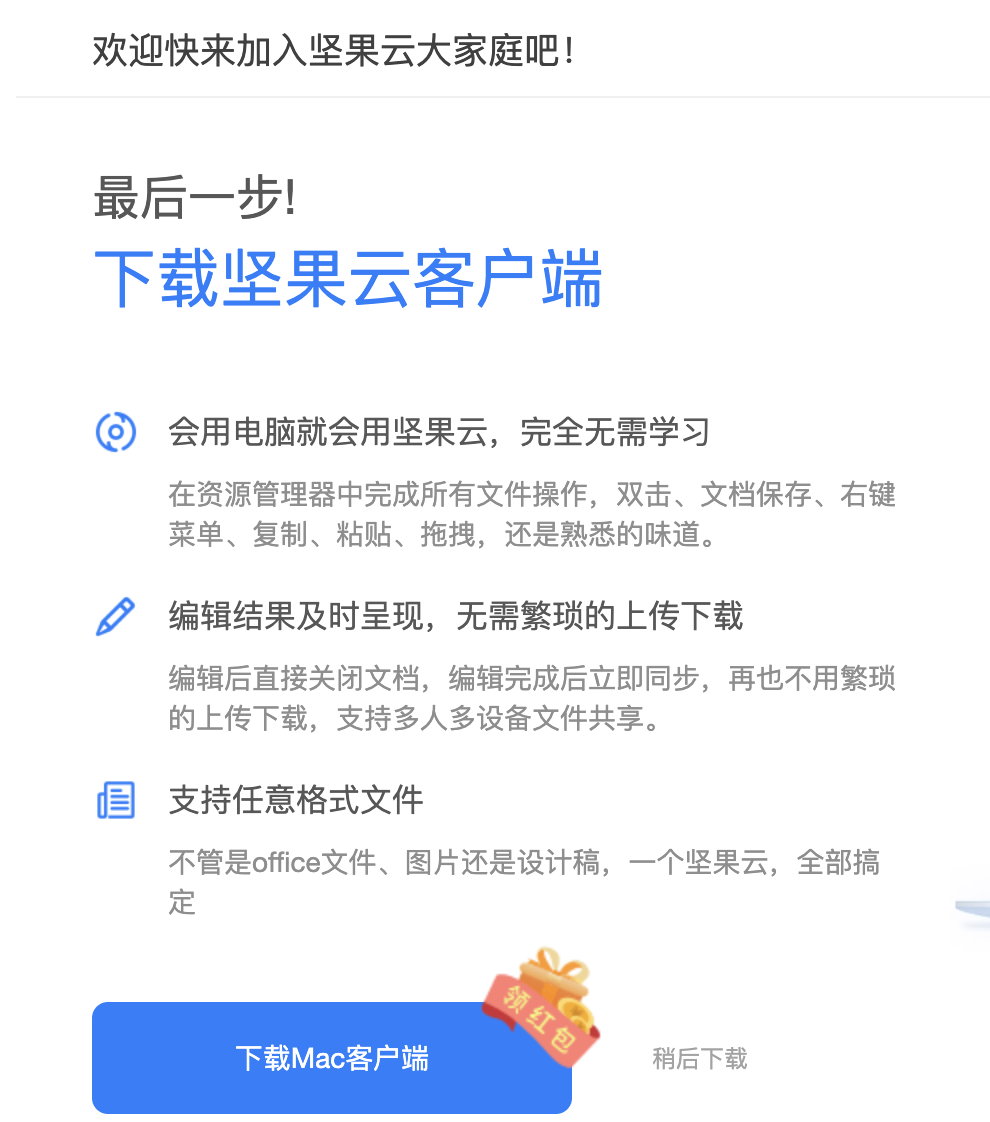 欢迎快来加入坚果云大家庭吧！
最后一步!
下载坚果云客户端
会用电脑就会用坚果云，完全无需学习
在资源管理器中完成所有文件操作，双击、文档保存、右键
菜单、复制、粘贴、拖拽，还是熟悉的味道。
编辑结果及时呈现，无需繁琐的上传下载
编辑后直接关闭文档，编辑完成后立即同步，再也不用繁琐
的上传下载，支持多人多设备文件共享。
支持任意格式文件
不管是office文件、图片还是设计稿，一个坚果云，全部搞
定
领红包
下载Mac客户端
稍后下载